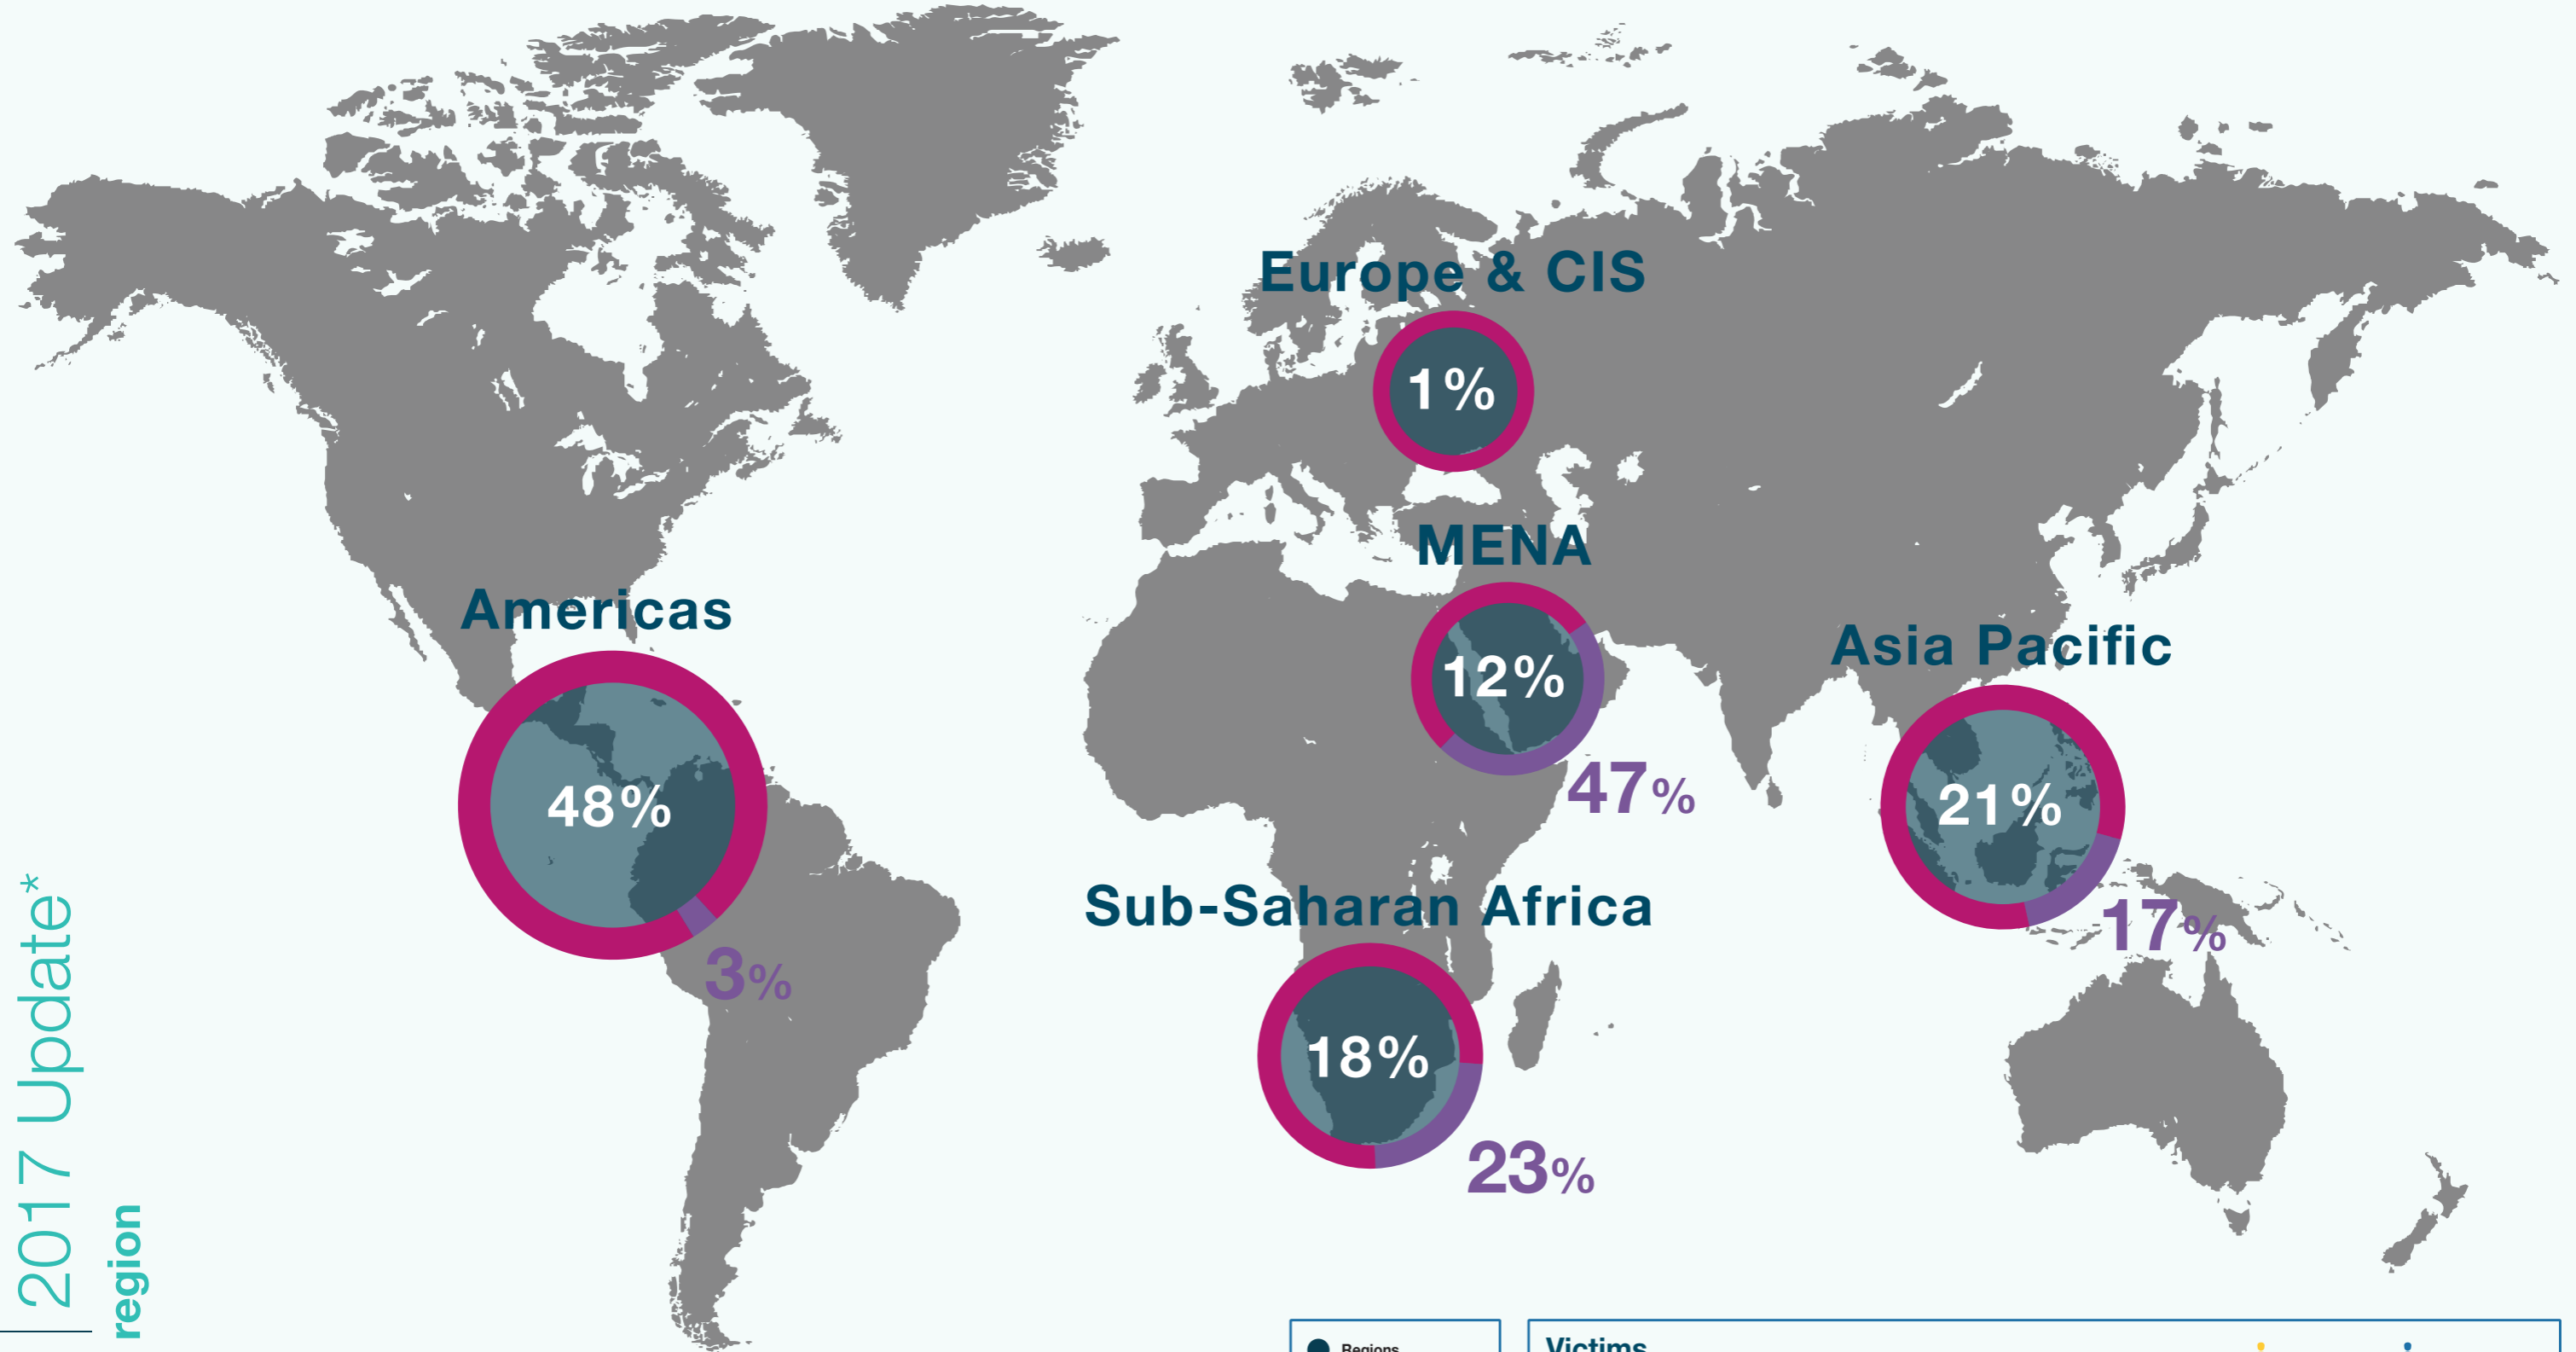 2017 Update*
region
Europe & CIS
1%
MENA
12%
47%
Americas
48%
3%
Asia Pacific
21%
17%
Sub-Saharan Africa
18%
23%
Regions
Victims